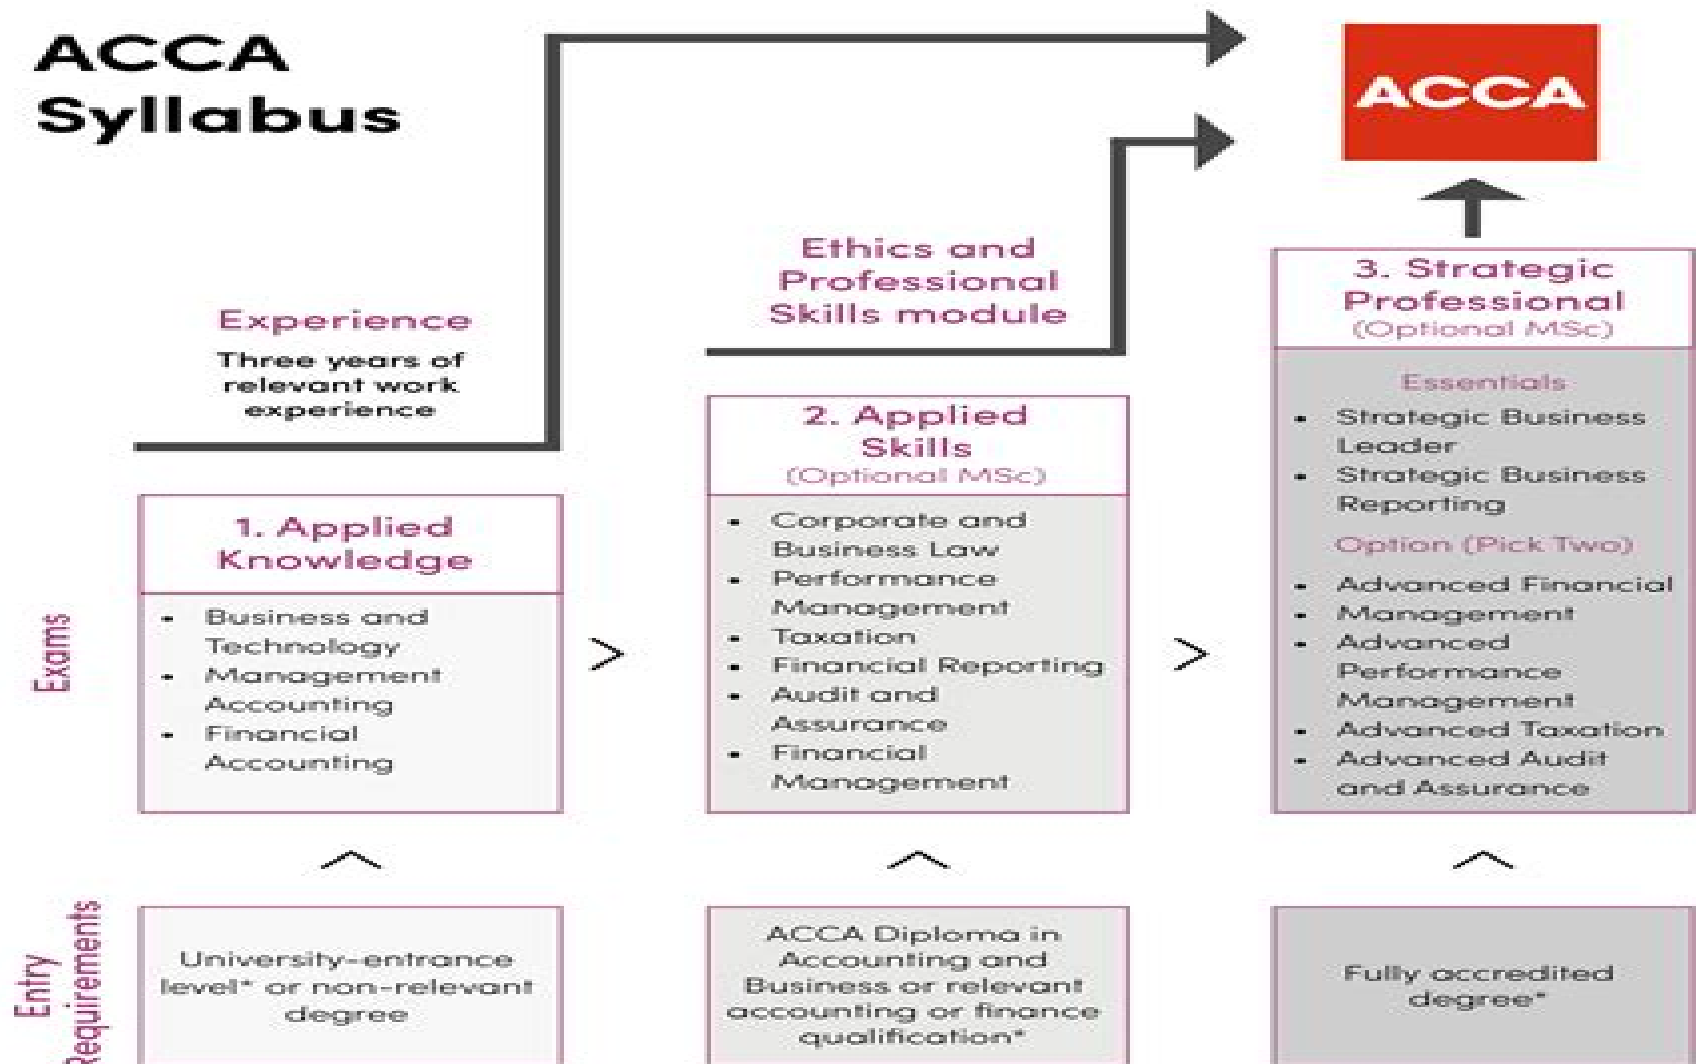 ACCA
Syllabus
ACCA
Experience
Three years of
relevant work
experience
Ethics and
Professional
Skills module
Exams
1. Applied
Knowledge
• Business and
Technology
• Management
Accounting
• Financial
Accounting
>
2. Applied
Skills
(Optional MSc)
• Corporate and
Business Law
• Performance
Management
• Taxation
• Financial Reporting
• Audit and
Assurance
• Financial
Management
>
3. Strategic
Professional
(Optional MSc)
Essentials
• Strategic Business
Leader
• Strategic Business
Reporting
Option (Pick Two)
• Advanced Financial
• Management
• Advanced
Performance
Management
• Advanced Taxation
• Advanced Audit
and Assurance
Entry
Requirements
University-entrance
level* or non-relevant
degree
ACCA Diploma in
Accounting and
Business or relevant
accounting or finance
qualification*
Fully accredited
degree*